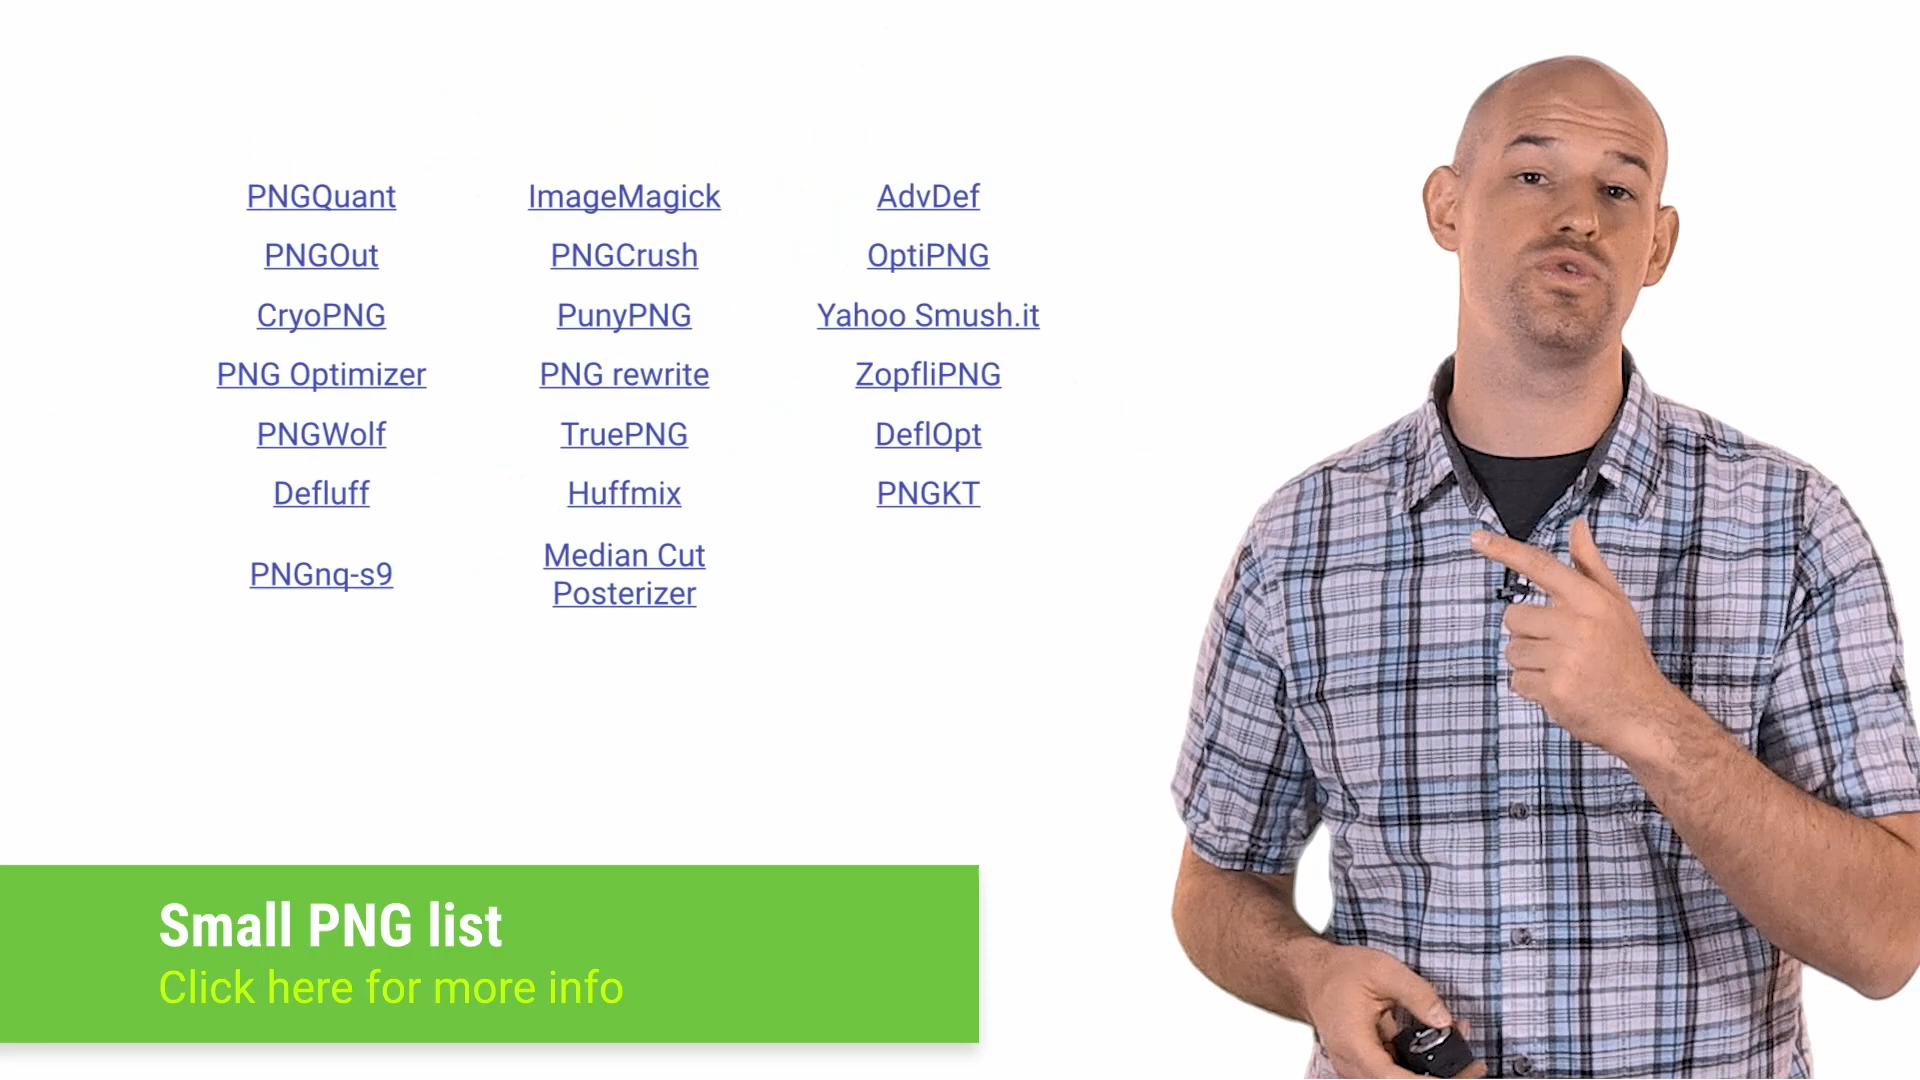 PNGQuant ImageMagick AdvDef
PNGOut PNGCrush OptiPNG
CryoPNG PunyPNG Yahoo Smush.it
PNG Optimizer PNG rewrite ZopfliPNG
PNGWolf TruePNG DeflOpt
Defluff Huffmix PNGKT
PNGnq-s9 Median Cut
Posterizer
Small PNG list
Click here for more info